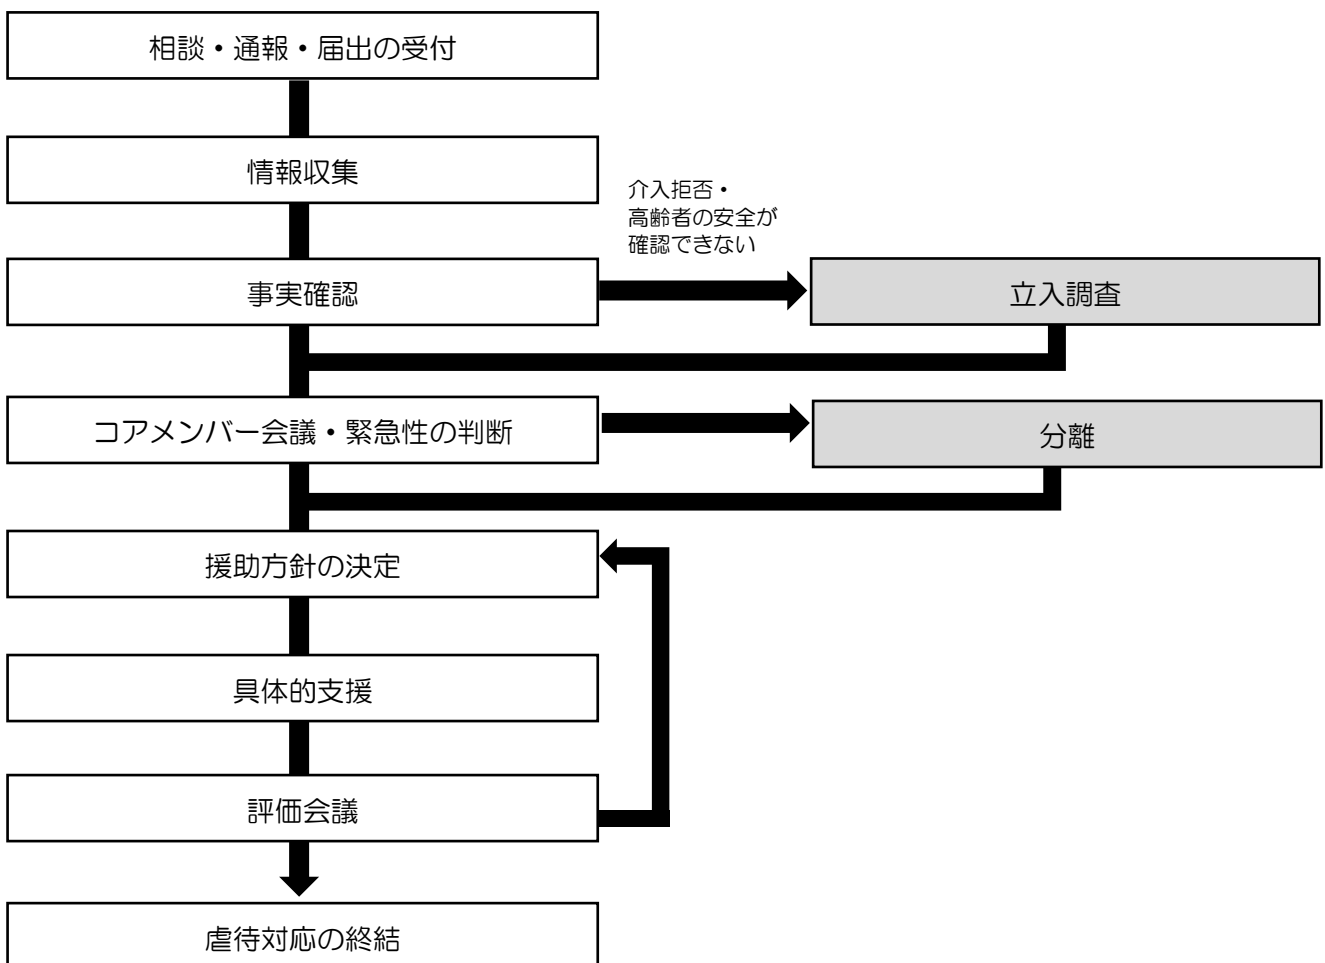 相談・通報・届出の受付
情報収集
介入拒否・
高齢者の安全が
確認できない
事実確認
立入調査
コアメンバー会議・緊急性の判断
分離
援助方針の決定
具体的支援
評価会議
虐待対応の終結